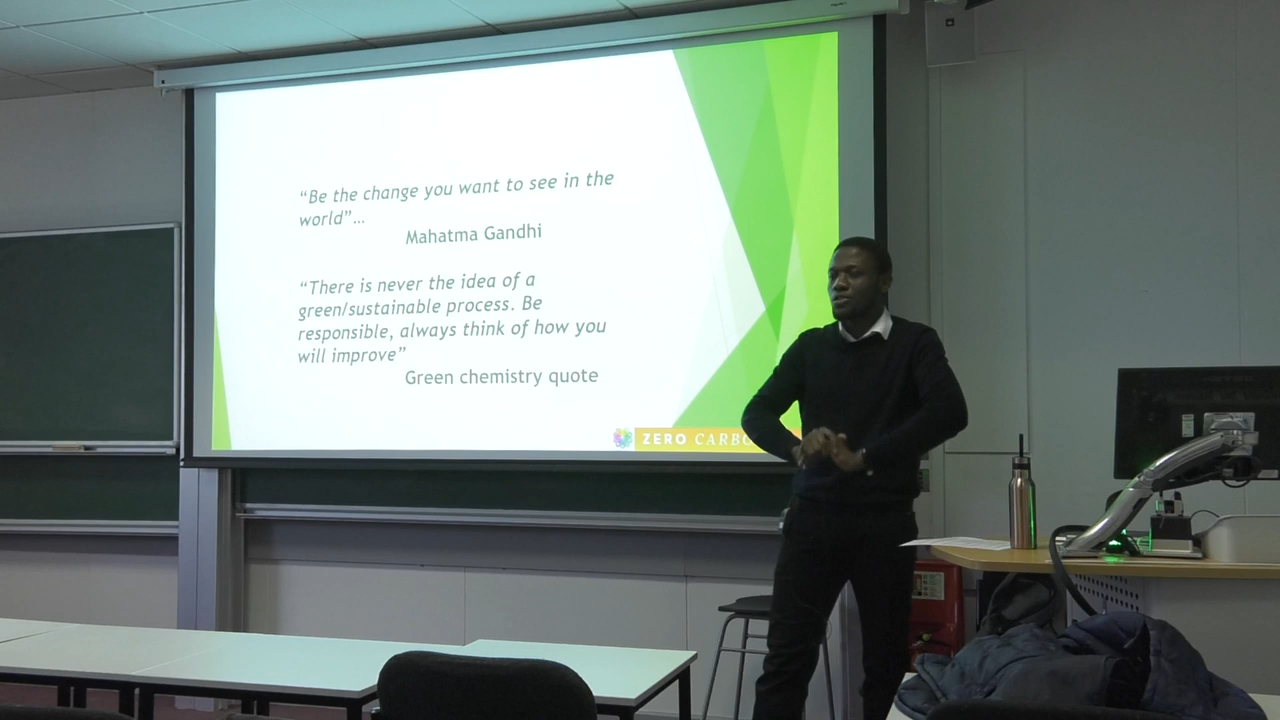 “Be the change you want to see in the
world”…
Mahatma Gandhi
“There is never the idea of a
green/sustainable process. Be
responsible, always think of how you
will improve”
Green chemistry quote
ZERO